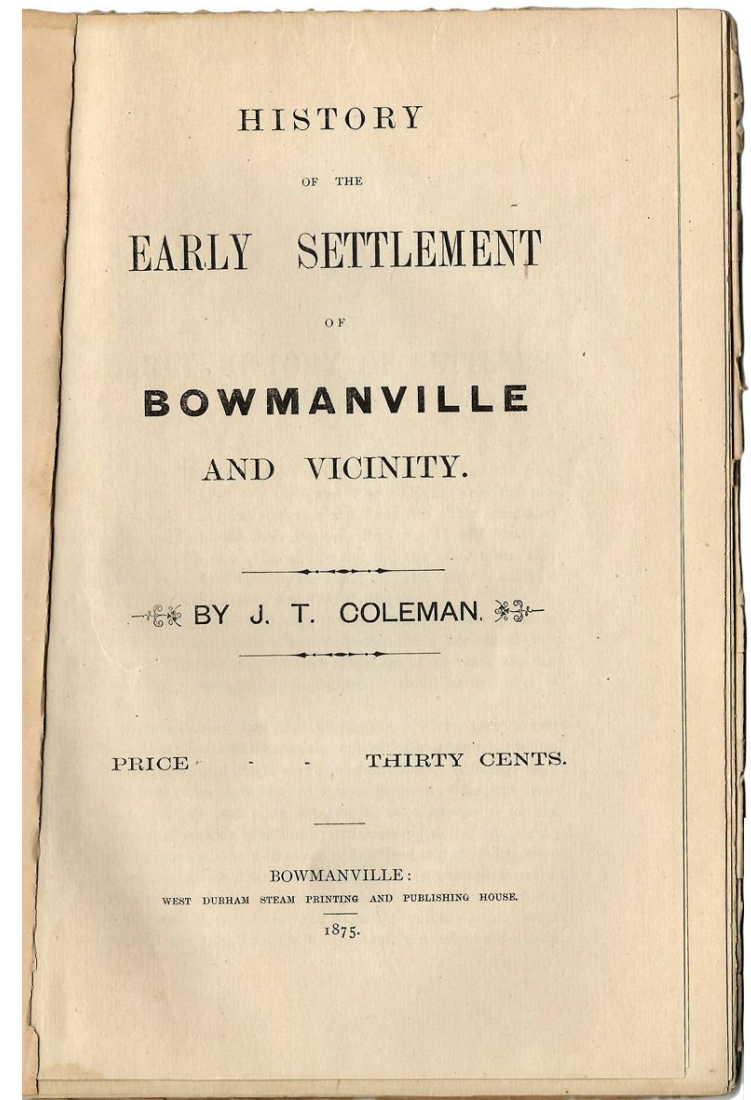 HISTORY
OF THE
EARLY SETTLEMENT
OF
BOWMANVILLE
AND VICINITY.
BY J. T. COLEMAN.
PRICE - - THIRTY CENTS.
BOWMANVILLE:
WEST DURHAM STEAM PRINTING AND PUBLISHING HOUSE.
1875.